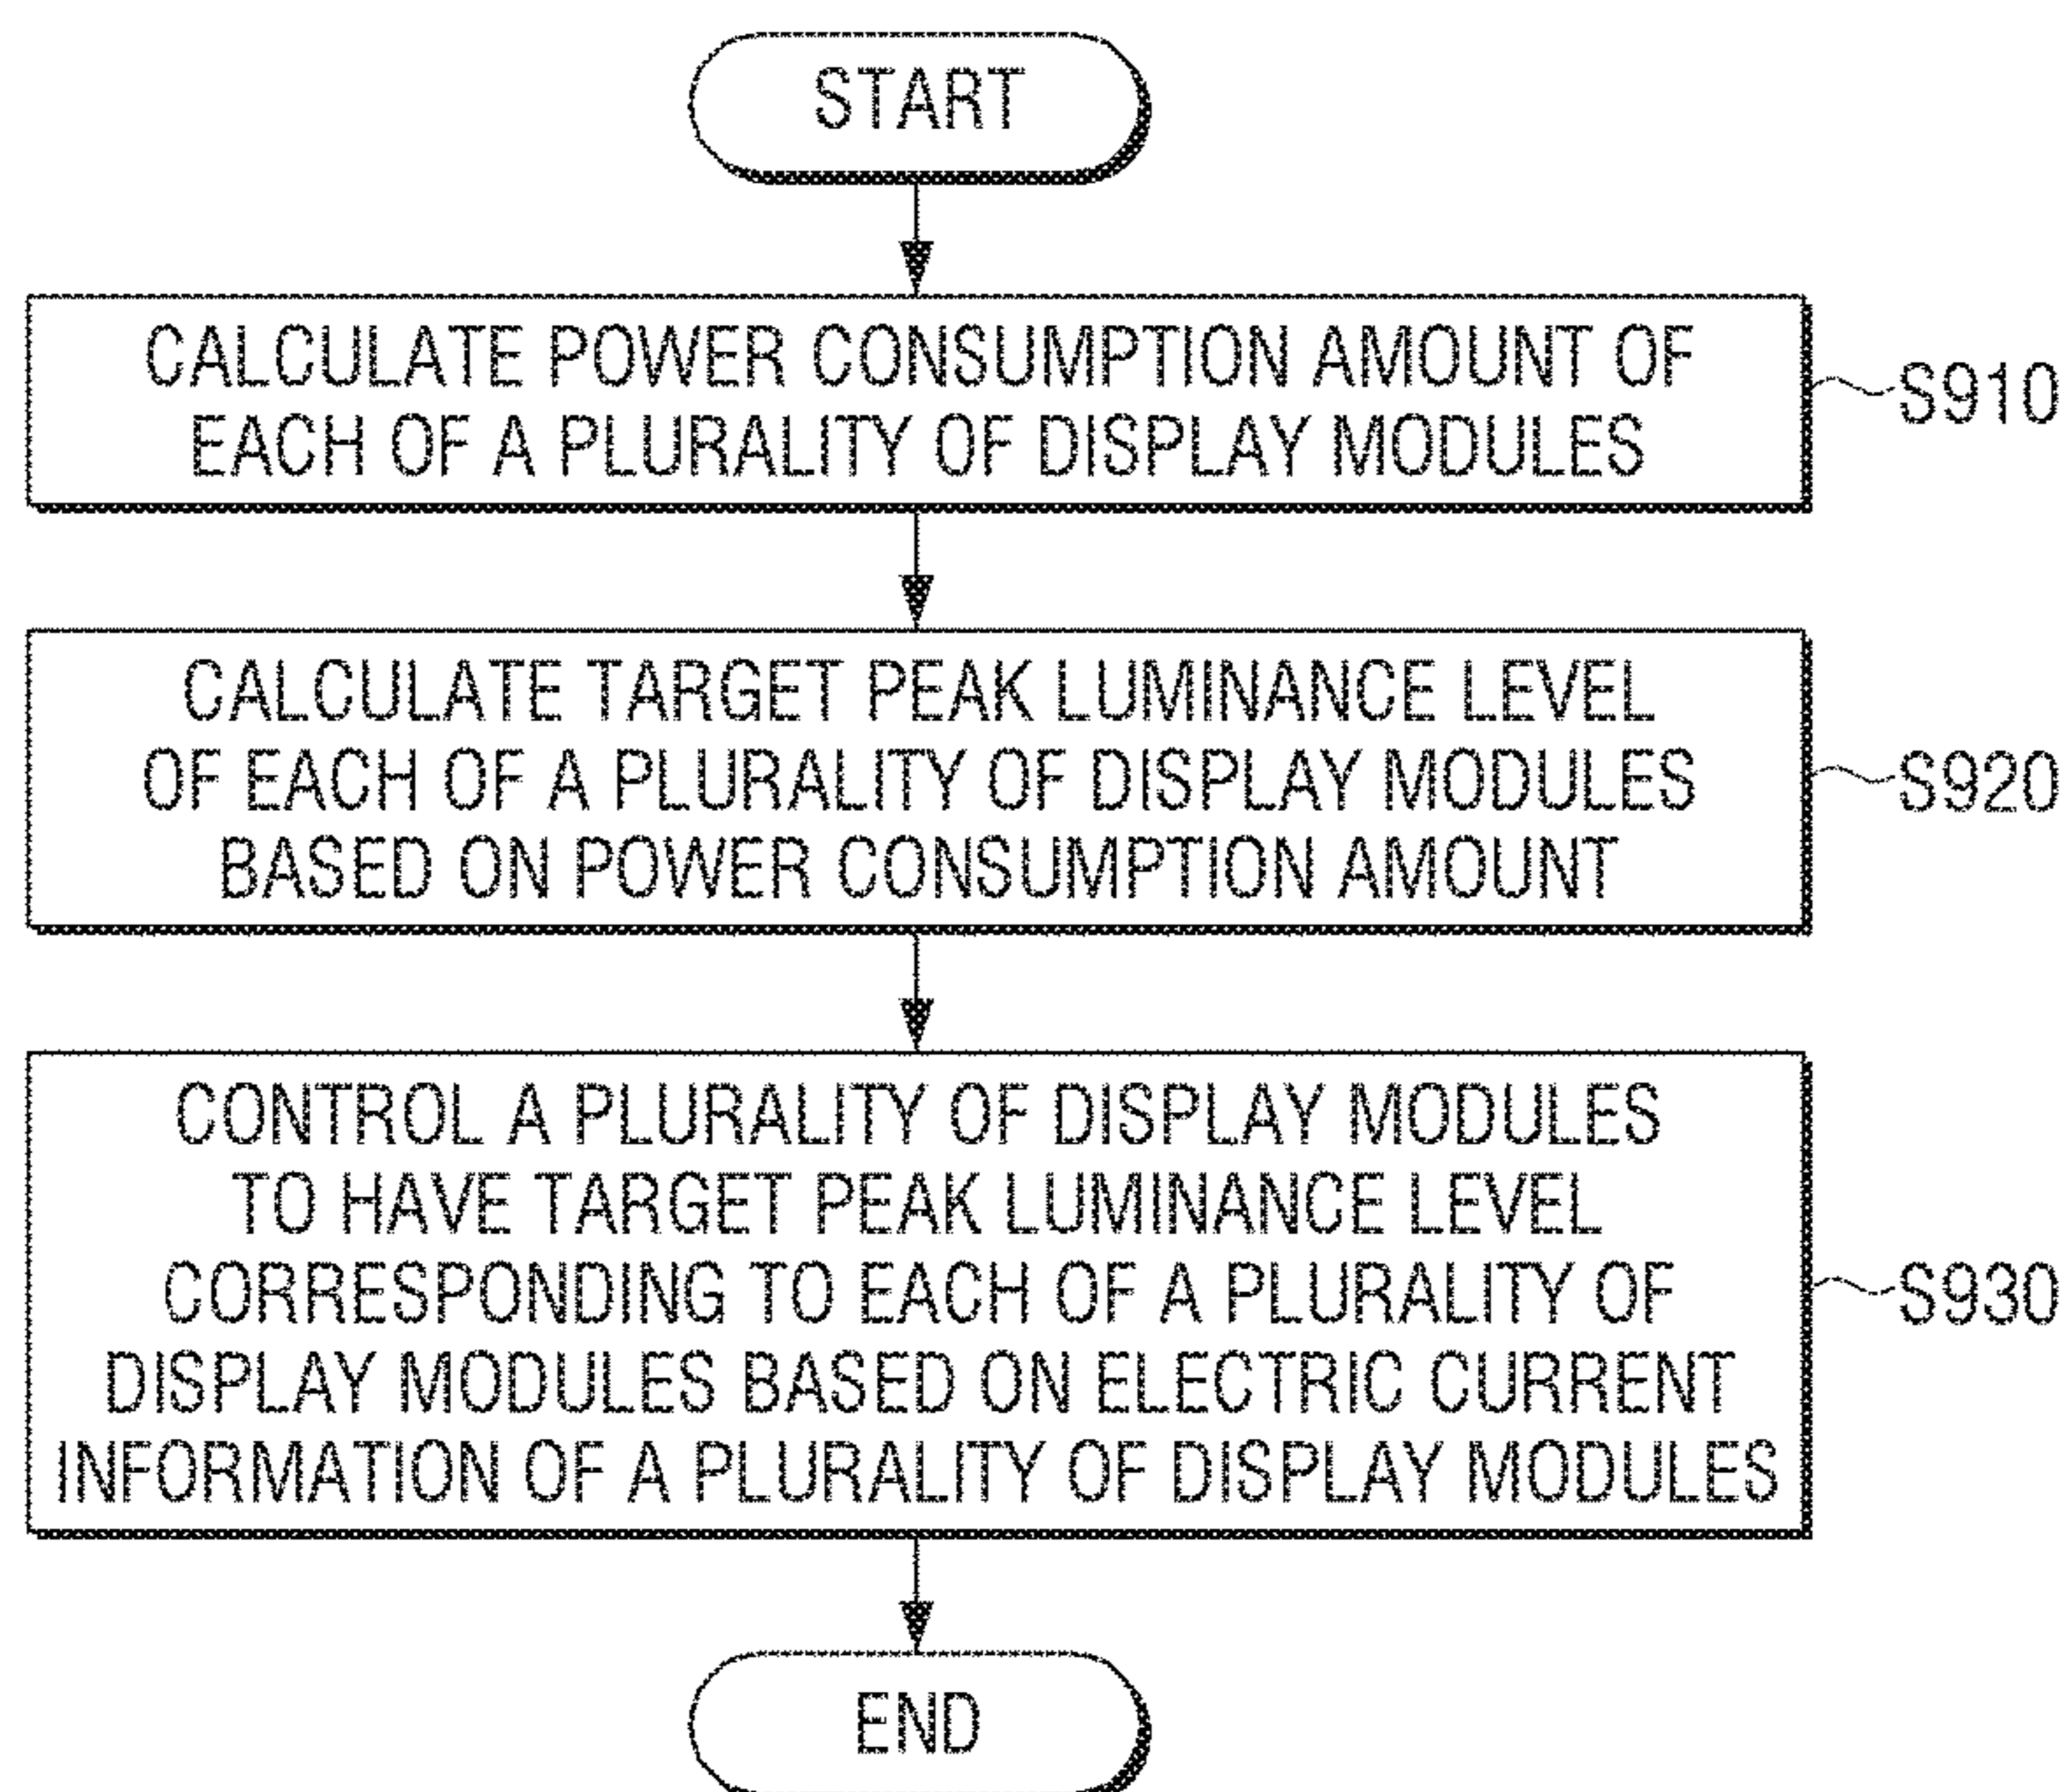 START
CALCULATE POWER CONSUMPTION AMOUNT OF
EACH OF A PLURALITY OF DISPLAY MODULES
S910
CALCULATE TARGET PEAK LUMINANCE LEVEL
OF EACH OF A PLURALITY OF DISPLAY MODULES
BASED ON POWER CONSUMPTION AMOUNT
S920
CONTROL A PLURALITY OF DISPLAY MODULES
TO HAVE TARGET PEAK LUMINANCE LEVEL
CORRESPONDING TO EACH OF A PLURALITY OF
DISPLAY MODULES BASED ON ELECTRIC CURRENT
INFORMATION OF A PLURALITY OF DISPLAY MODULES
S930
END